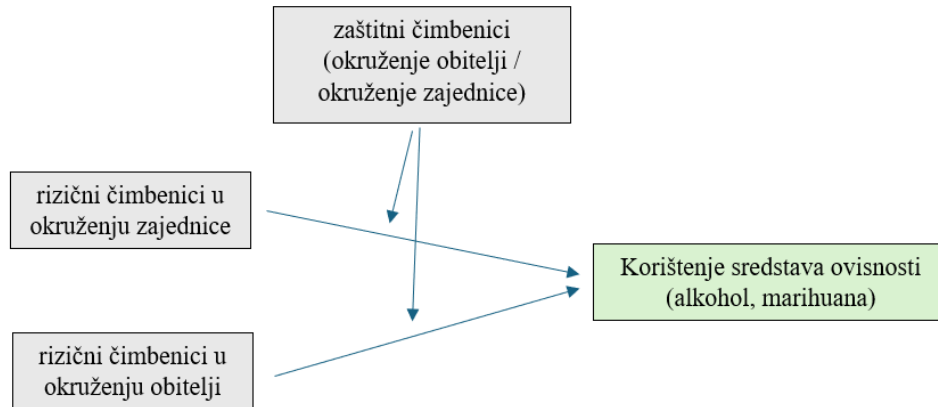 zaštitni čimbenici
(okruženje obitelji /
okruženje zajednice)
rizični čimbenici u
okruženju zajednice
Korištenje sredstava ovisnosti
(alkohol, marihuana)
rizični čimbenici u
okruženju obitelji